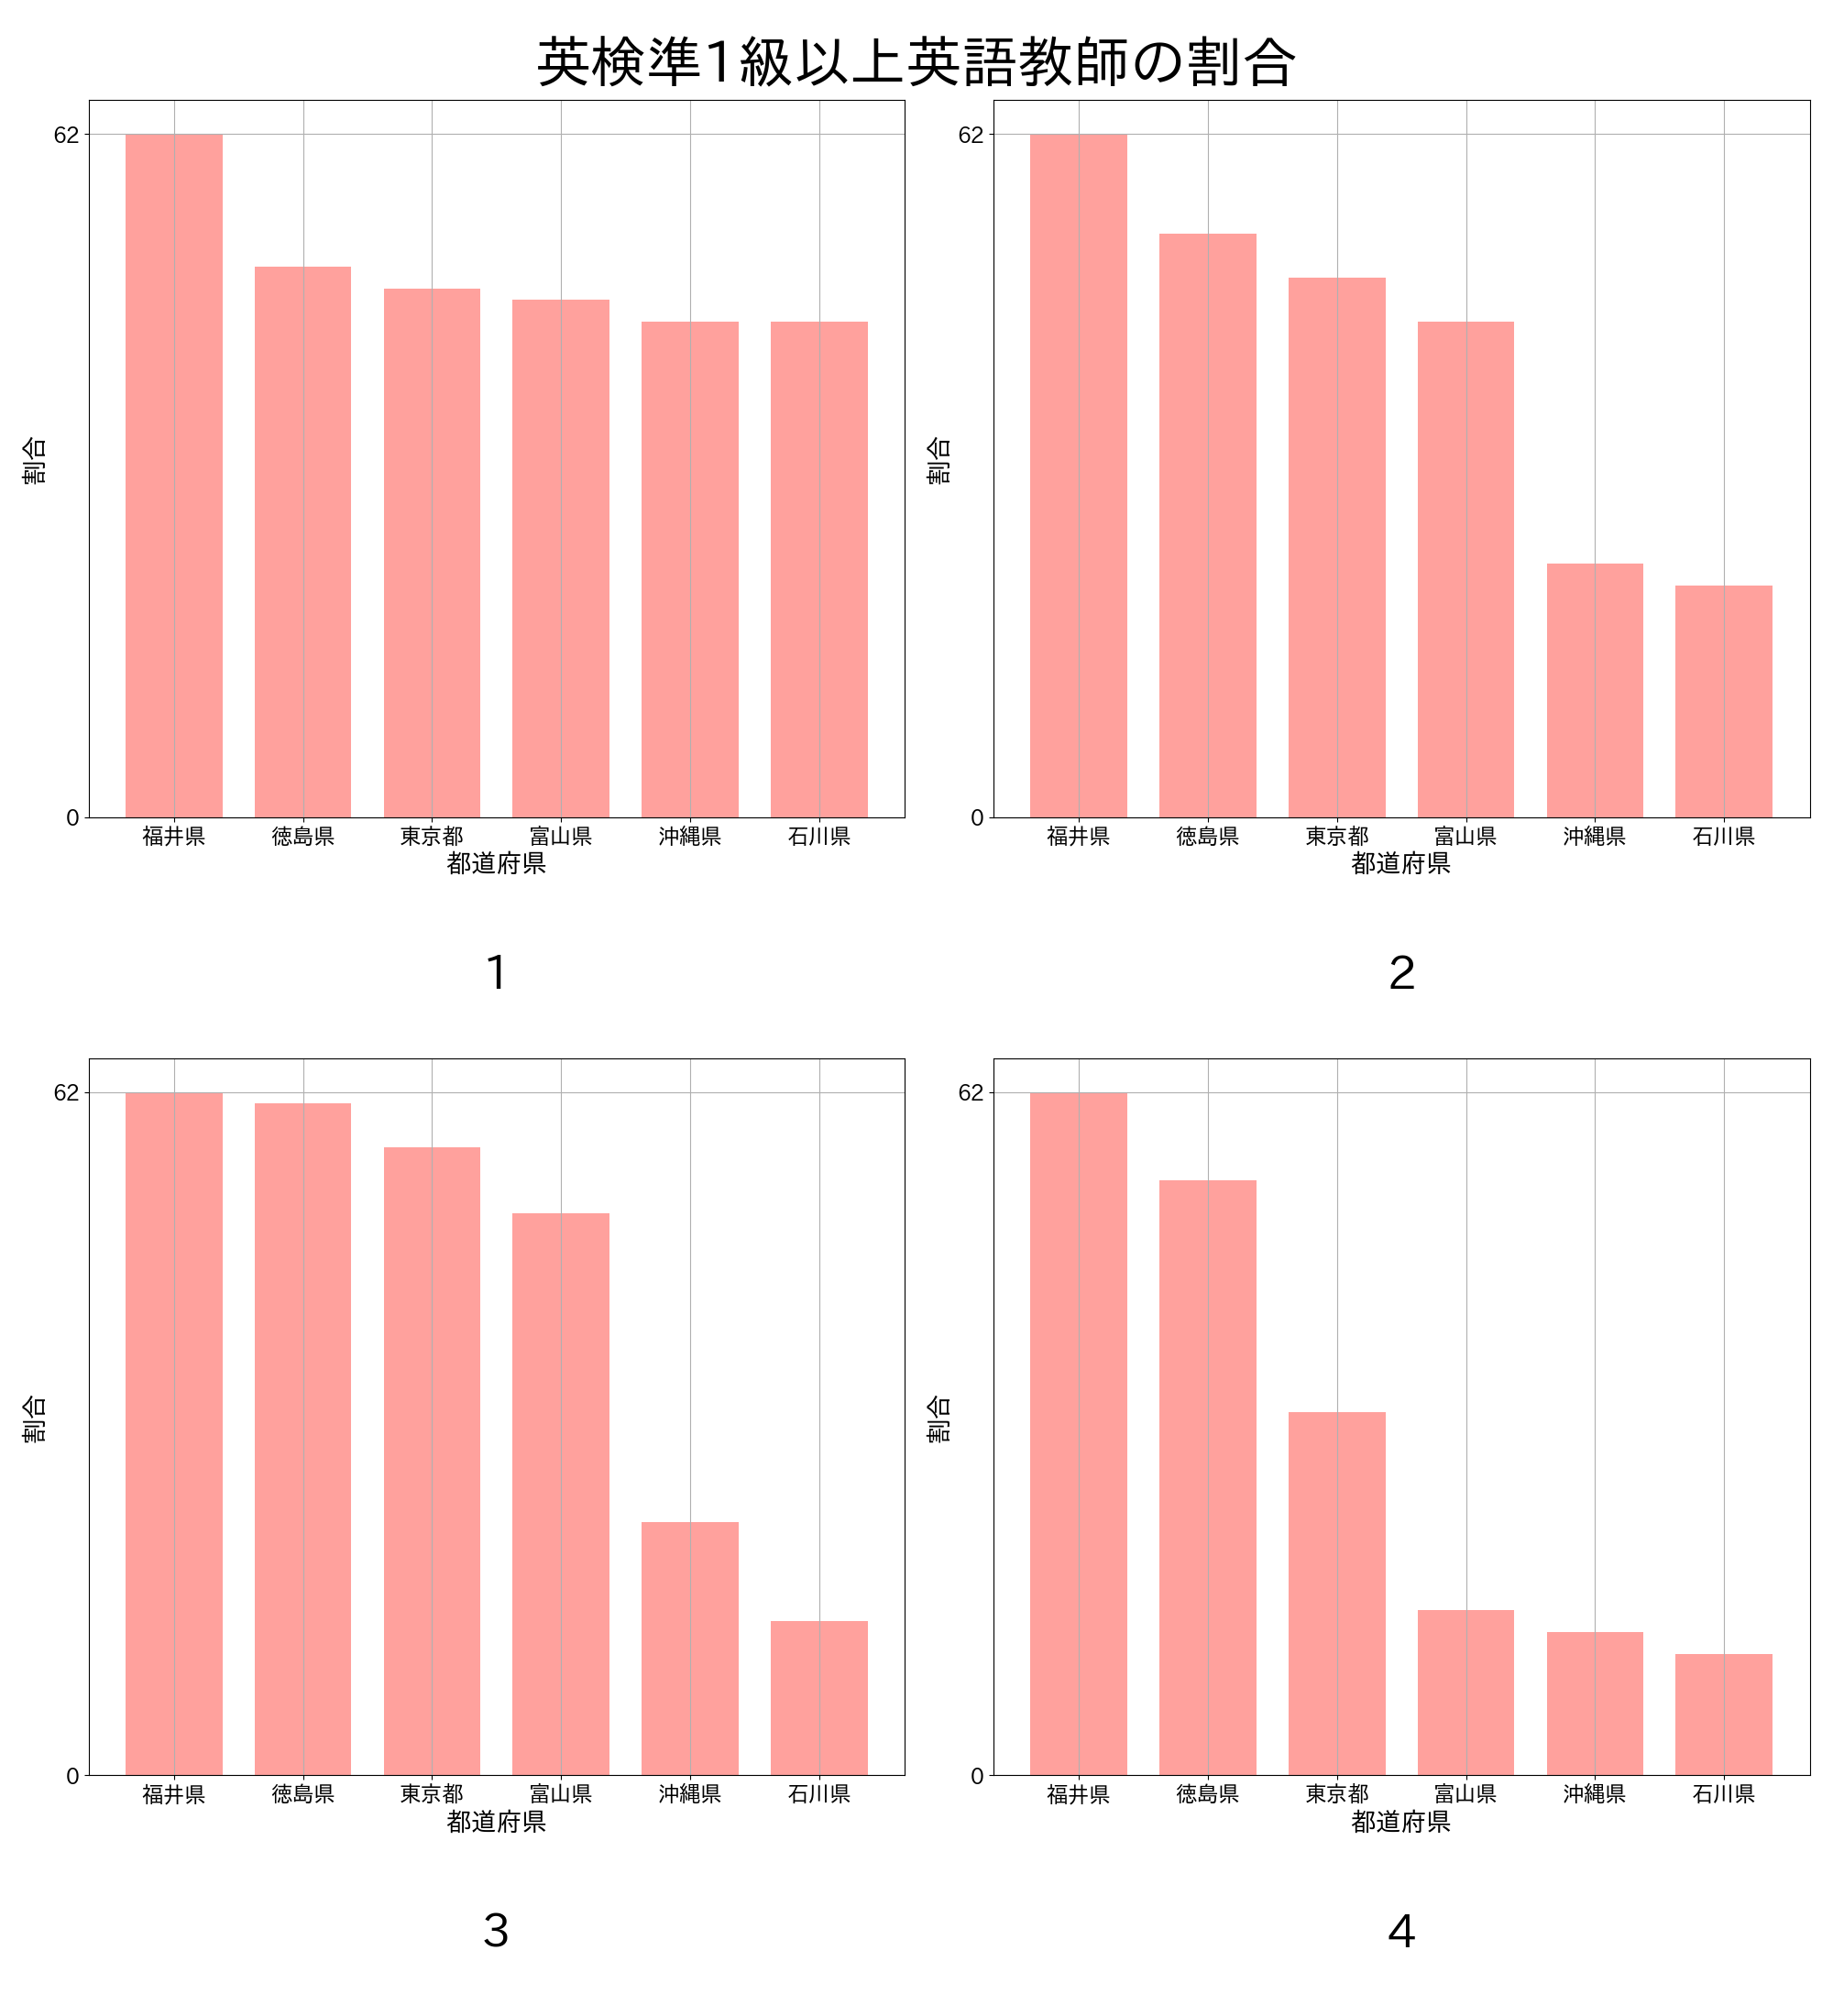 英検準1級以上英語教師の割合
62
0
割合
福井県 徳島県 東京都 富山県 沖縄県 石川県
都道府県
1
62
0
割合
福井県 徳島県 東京都 富山県 沖縄県 石川県
都道府県
2
62
0
割合
福井県 徳島県 東京都 富山県 沖縄県 石川県
都道府県
3
62
0
割合
福井県 徳島県 東京都 富山県 沖縄県 石川県
都道府県
4